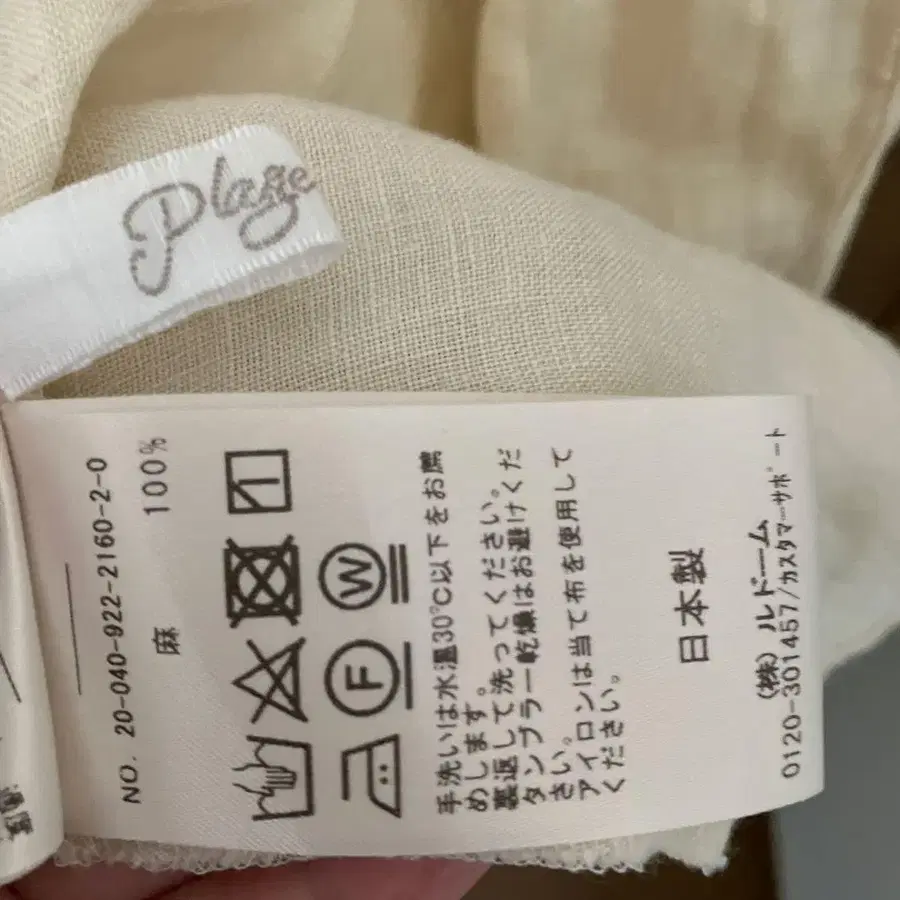 Plage
NO. 20-040-922-2160-2-0
麻 100%
W
F
手洗いは水温30℃以下をお薦
めします。
裏返して洗ってください。
タンブラー乾燥はお避けくだ
さい。
アイロンは当て布を使用して
ください。
日本製
(株)ルドーム
0120-301457/カスタマーサポート